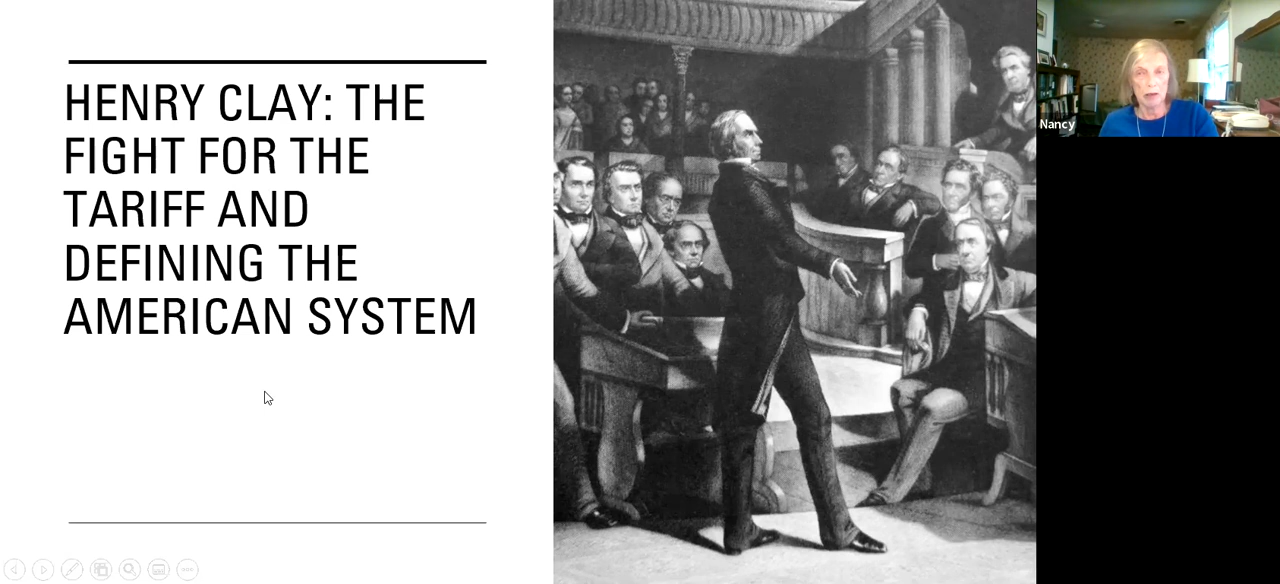 HENRY CLAY: THE
FIGHT FOR THE
TARIFF AND
DEFINING THE
AMERICAN SYSTEM
Nancy